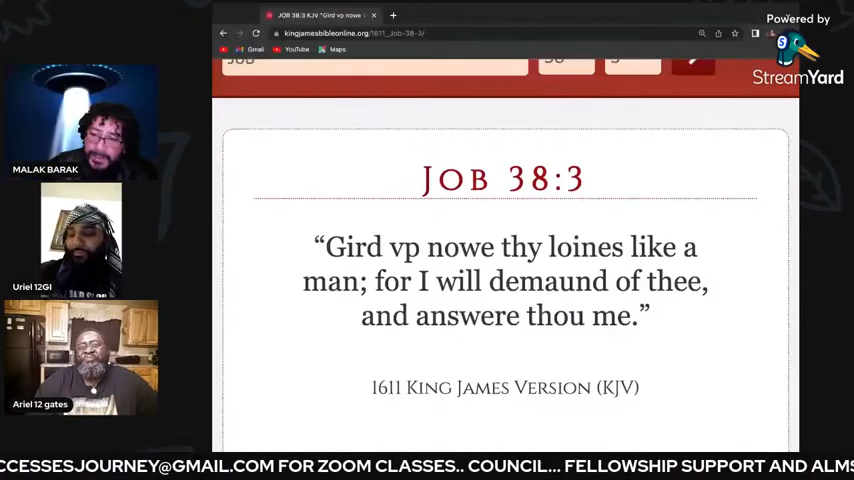 JOB 38:3 KJV "Gird vp nowe
Powered by
StreamYard
kingjamesbibleonline.org/1611_Job-38-3/
Gmail
YouTube
Maps
MALAK BARAK
Uriel 12GI
Ariel 12 gates
JOB 38:3
“Gird vp nowe thy loines like a
man; for I will demaund of thee,
and answere thou me.”
1611 KING JAMES VERSION (KJV)
CCESSESJOURNEY@GMAIL.COM FOR ZOOM CLASSES.. COUNCIL... FELLOWSHIP SUPPORT AND ALMS